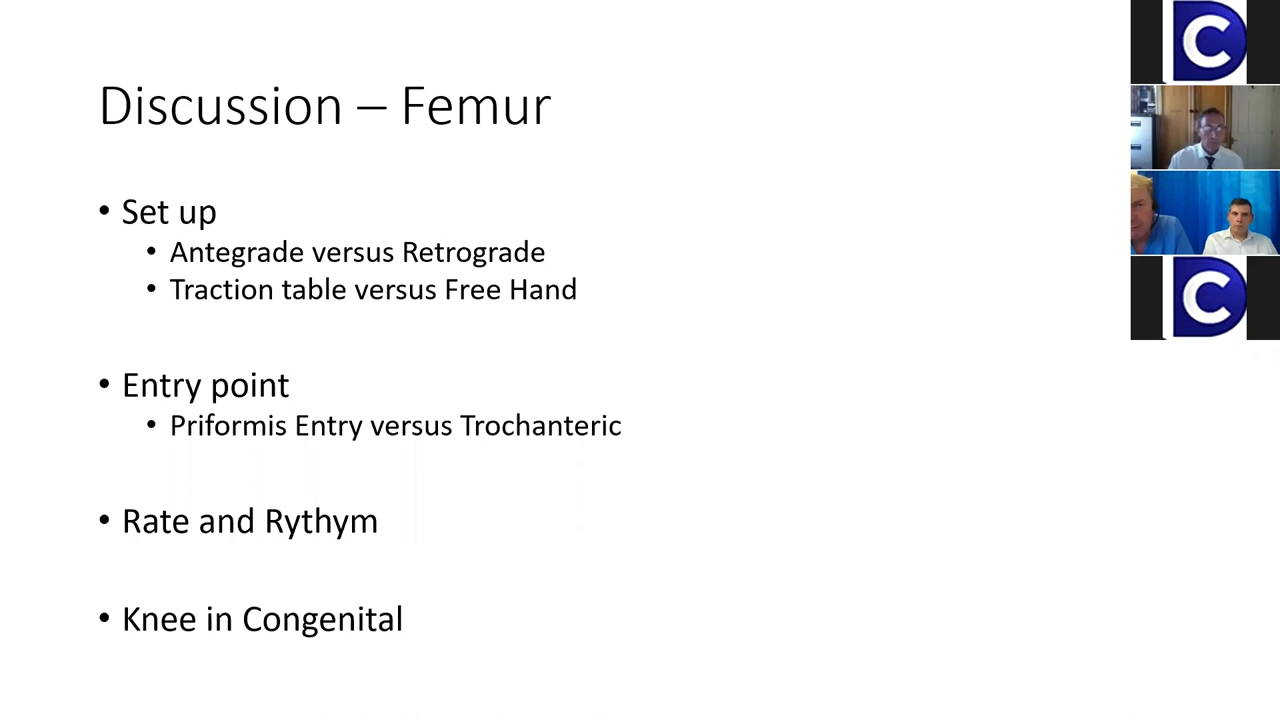 Discussion – Femur
• Set up
• Antegrade versus Retrograde
• Traction table versus Free Hand
• Entry point
• Priformis Entry versus Trochanteric
• Rate and Rythym
• Knee in Congenital
C
C